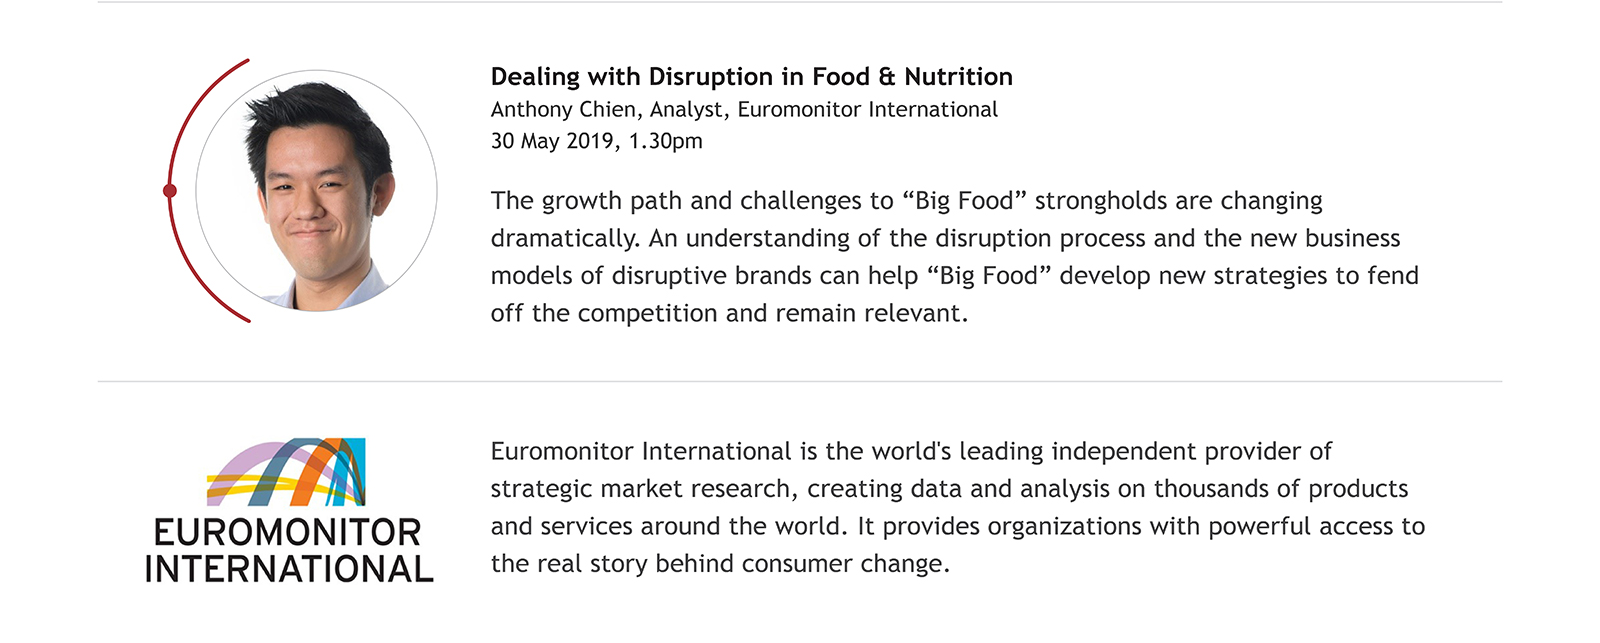 Dealing with Disruption in Food & Nutrition
Anthony Chien, Analyst, Euromonitor International
30 May 2019, 1.30pm
The growth path and challenges to “Big Food” strongholds are changing
dramatically. An understanding of the disruption process and the new business
models of disruptive brands can help “Big Food” develop new strategies to fend
off the competition and remain relevant.
EUROMONITOR
INTERNATIONAL
Euromonitor International is the world's leading independent provider of
strategic market research, creating data and analysis on thousands of products
and services around the world. It provides organizations with powerful access to
the real story behind consumer change.